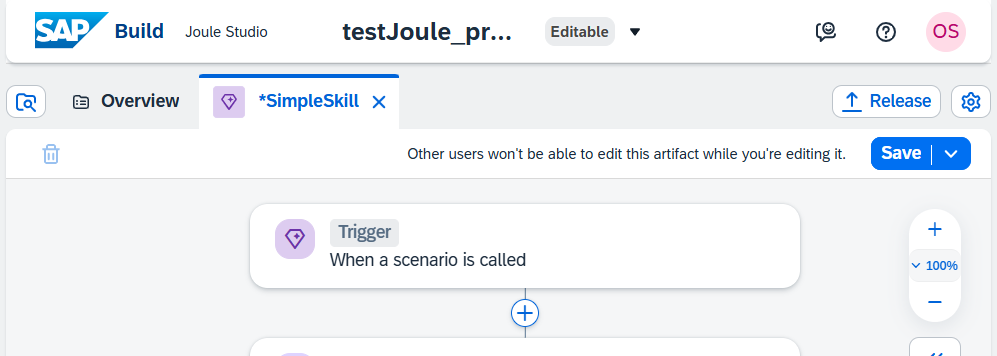 SAP Build Joule Studio testJoule_pr... Editable OS
Overview *SimpleSkill Release
Other users won't be able to edit this artifact while you're editing it. Save
Trigger
When a scenario is called
100%